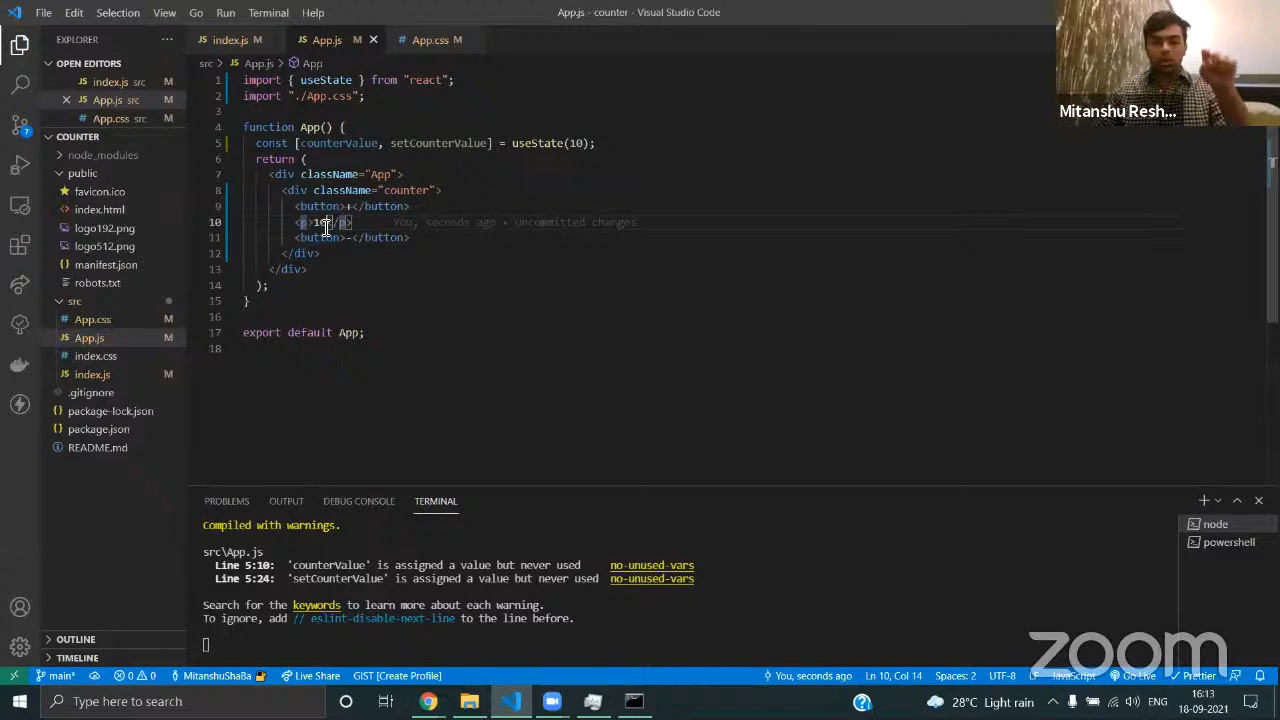 File Edit Selection View Go Run Terminal Help
App.js - counter - Visual Studio Code
EXPLORER
OPEN EDITORS
index.js src M
App.js src M
App.css src M
COUNTER
node_modules
public
favicon.ico
index.html
logo192.png
logo512.png
manifest.json
robots.txt
src
App.css M
App.js M
index.css
index.js M
.gitignore
package-lock.json
package.json
README.md
OUTLINE
TIMELINE
7
index.js M
App.js M
App.css M
src > App.js > App
1 import { useState } from "react";
2 import "./App.css";
3
4 function App() {
5 const [counterValue, setCounterValue] = useState(10);
6 return (
7 <div className="App">
8 <div className="counter">
9 <button>+</button>
10 <p>10</p> You, seconds ago • Uncommitted changes
11 <button>-</button>
12 </div>
13 </div>
14 );
15 }
16
17 export default App;
18
Mitanshu Resh...
PROBLEMS OUTPUT DEBUG CONSOLE TERMINAL
Compiled with warnings.
src\App.js
Line 5:10: 'counterValue' is assigned a value but never used no-unused-vars
Line 5:24: 'setCounterValue' is assigned a value but never used no-unused-vars
Search for the keywords to learn more about each warning.
To ignore, add // eslint-disable-next-line to the line before.
node
powershell
zoom
main* 0 0 MitanshuShaBa Live Share GIST [Create Profile]
You, seconds ago Ln 10, Col 14 Spaces: 2 UTF-8 LF JavaScript Go Live Prettier
Type here to search
28°C Light rain ENG
16:13
18-09-2021